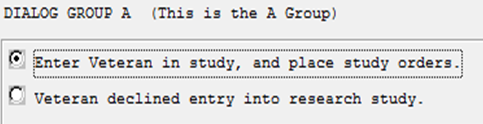 DIALOG GROUP A (This is the A Group)
Enter Veteran in study, and place study orders.
Veteran declined entry into research study.